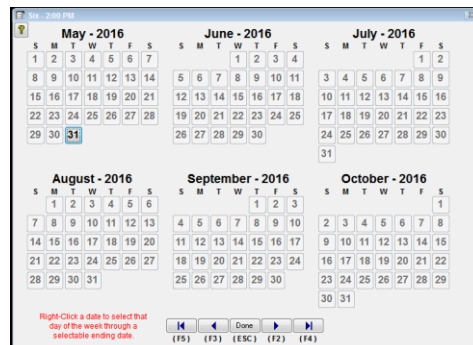 Six - 2:00 PM
?
May - 2016
S M T W T F S
1 2 3 4 5 6 7
8 9 10 11 12 13 14
15 16 17 18 19 20 21
22 23 24 25 26 27 28
29 30 31
June - 2016
S M T W T F S
1 2 3 4
5 6 7 8 9 10 11
12 13 14 15 16 17 18
19 20 21 22 23 24 25
26 27 28 29 30
July - 2016
S M T W T F S
1 2
3 4 5 6 7 8 9
10 11 12 13 14 15 16
17 18 19 20 21 22 23
24 25 26 27 28 29 30
31
August - 2016
S M T W T F S
1 2 3 4 5 6
7 8 9 10 11 12 13
14 15 16 17 18 19 20
21 22 23 24 25 26 27
28 29 30 31
September - 2016
S M T W T F S
1 2 3
4 5 6 7 8 9 10
11 12 13 14 15 16 17
18 19 20 21 22 23 24
25 26 27 28 29 30
October - 2016
S M T W T F S
1
2 3 4 5 6 7 8
9 10 11 12 13 14 15
16 17 18 19 20 21 22
23 24 25 26 27 28 29
30 31
Right-Click a date to select that
day of the week through a
selectable ending date.
Done
(F5) (F3) (ESC) (F2) (F4)